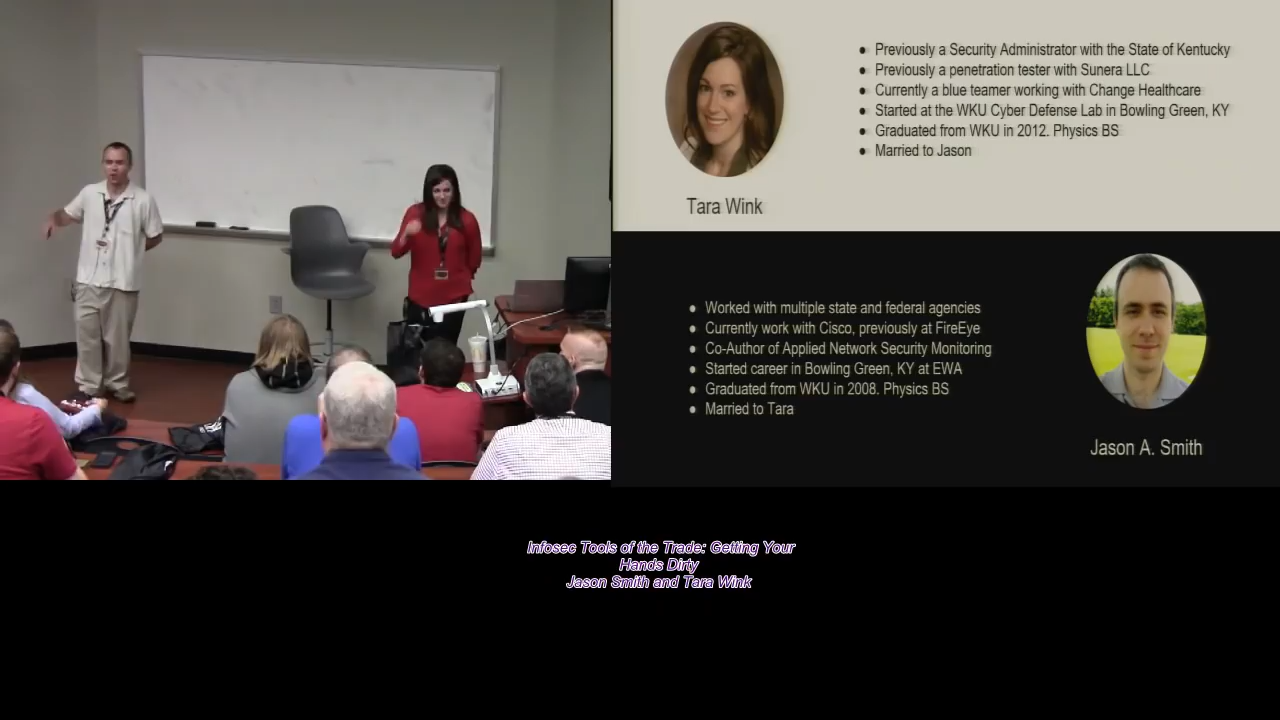 Previously a Security Administrator with the State of Kentucky
Previously a penetration tester with Sunera LLC
Currently a blue teamer working with Change Healthcare
Started at the WKU Cyber Defense Lab in Bowling Green, KY
Graduated from WKU in 2012. Physics BS
Married to Jason
Tara Wink
Worked with multiple state and federal agencies
Currently work with Cisco, previously at FireEye
Co-Author of Applied Network Security Monitoring
Started career in Bowling Green, KY at EWA
Graduated from WKU in 2008. Physics BS
Married to Tara
Jason A. Smith
Infosec Tools of the Trade: Getting Your
Hands Dirty
Jason Smith and Tara Wink